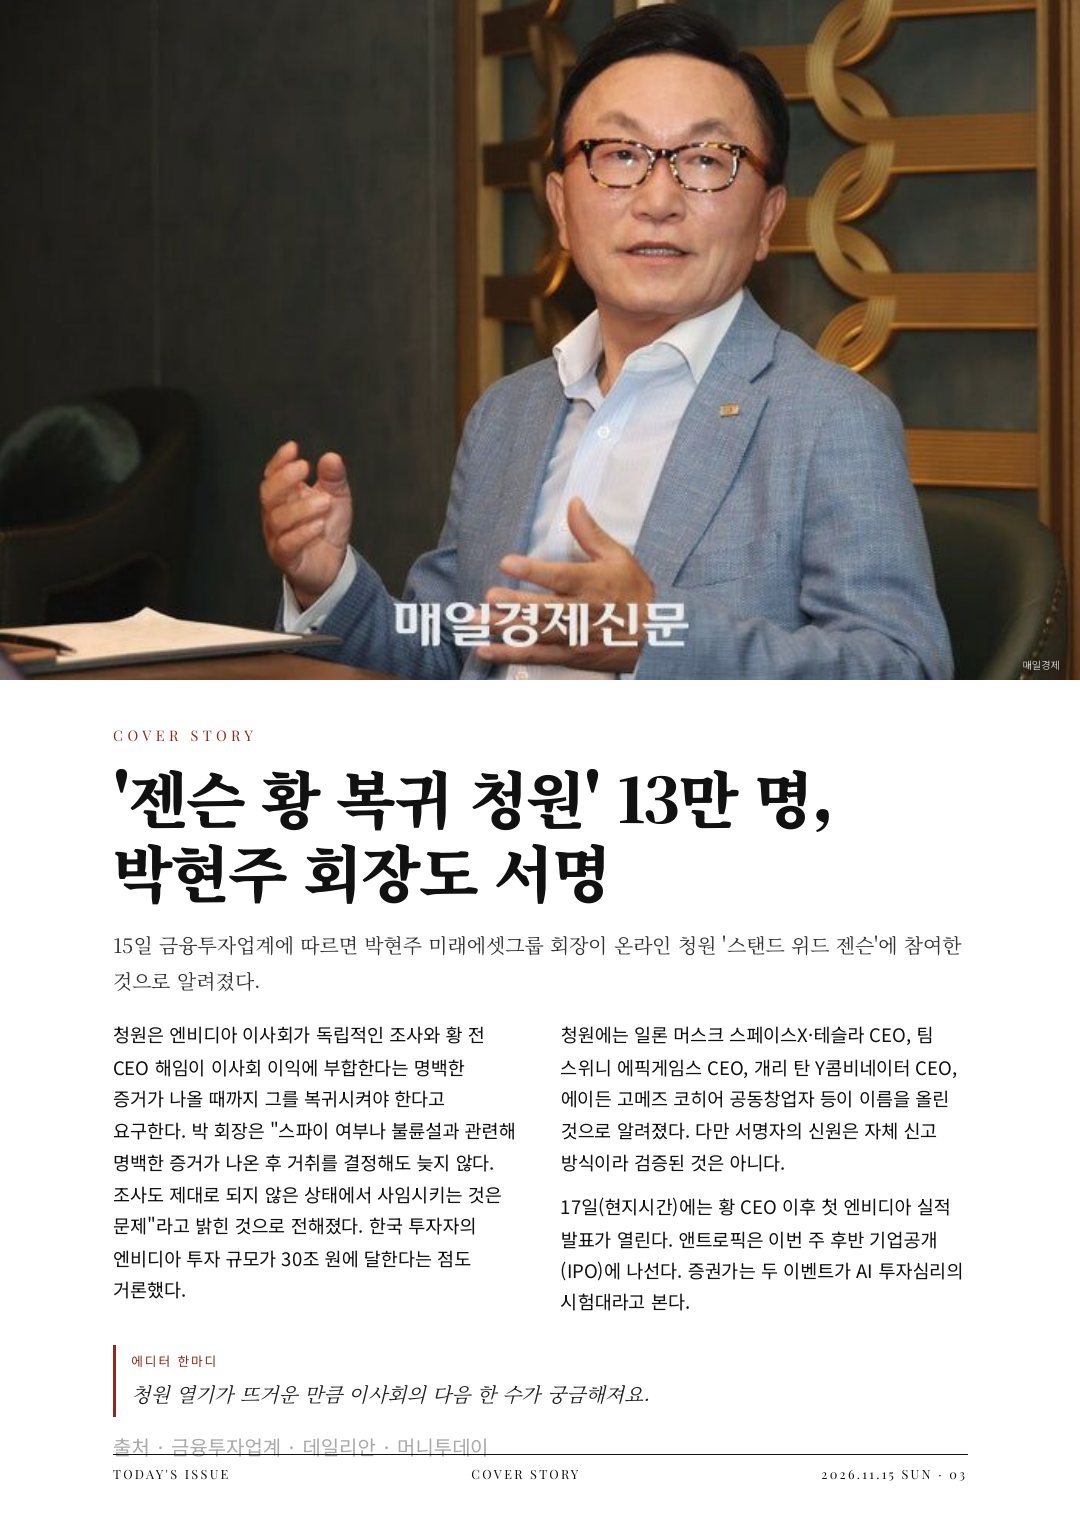 매일경제신문
매일경제
COVER STORY
'젠슨 황 복귀 청원' 13만 명,
박현주 회장도 서명
15일 금융투자업계에 따르면 박현주 미래에셋그룹 회장이 온라인 청원 '스탠드 위드 젠슨'에 참여한
것으로 알려졌다.
청원은 엔비디아 이사회가 독립적인 조사와 황 전
CEO 해임이 이사회 이익에 부합한다는 명백한
증거가 나올 때까지 그를 복귀시켜야 한다고
요구한다. 박 회장은 "스파이 여부나 불륜설과 관련해
명백한 증거가 나온 후 거취를 결정해도 늦지 않다.
조사도 제대로 되지 않은 상태에서 사임시키는 것은
문제"라고 밝힌 것으로 전해졌다. 한국 투자자의
엔비디아 투자 규모가 30조 원에 달한다는 점도
거론했다.
청원에는 일론 머스크 스페이스X·테슬라 CEO, 팀
스위니 에픽게임스 CEO, 개리 탄 Y콤비네이터 CEO,
에이든 고메즈 코히어 공동창업자 등이 이름을 올린
것으로 알려졌다. 다만 서명자의 신원은 자체 신고
방식이라 검증된 것은 아니다.
17일(현지시간)에는 황 CEO 이후 첫 엔비디아 실적
발표가 열린다. 앤트로픽은 이번 주 후반 기업공개
(IPO)에 나선다. 증권가는 두 이벤트가 AI 투자심리의
시험대라고 본다.
에디터 한마디
청원 열기가 뜨거운 만큼 이사회의 다음 한 수가 궁금해져요.
출처 · 금융투자업계 · 데일리안 · 머니투데이
TODAY'S ISSUE
COVER STORY
2026.11.15 SUN · 03